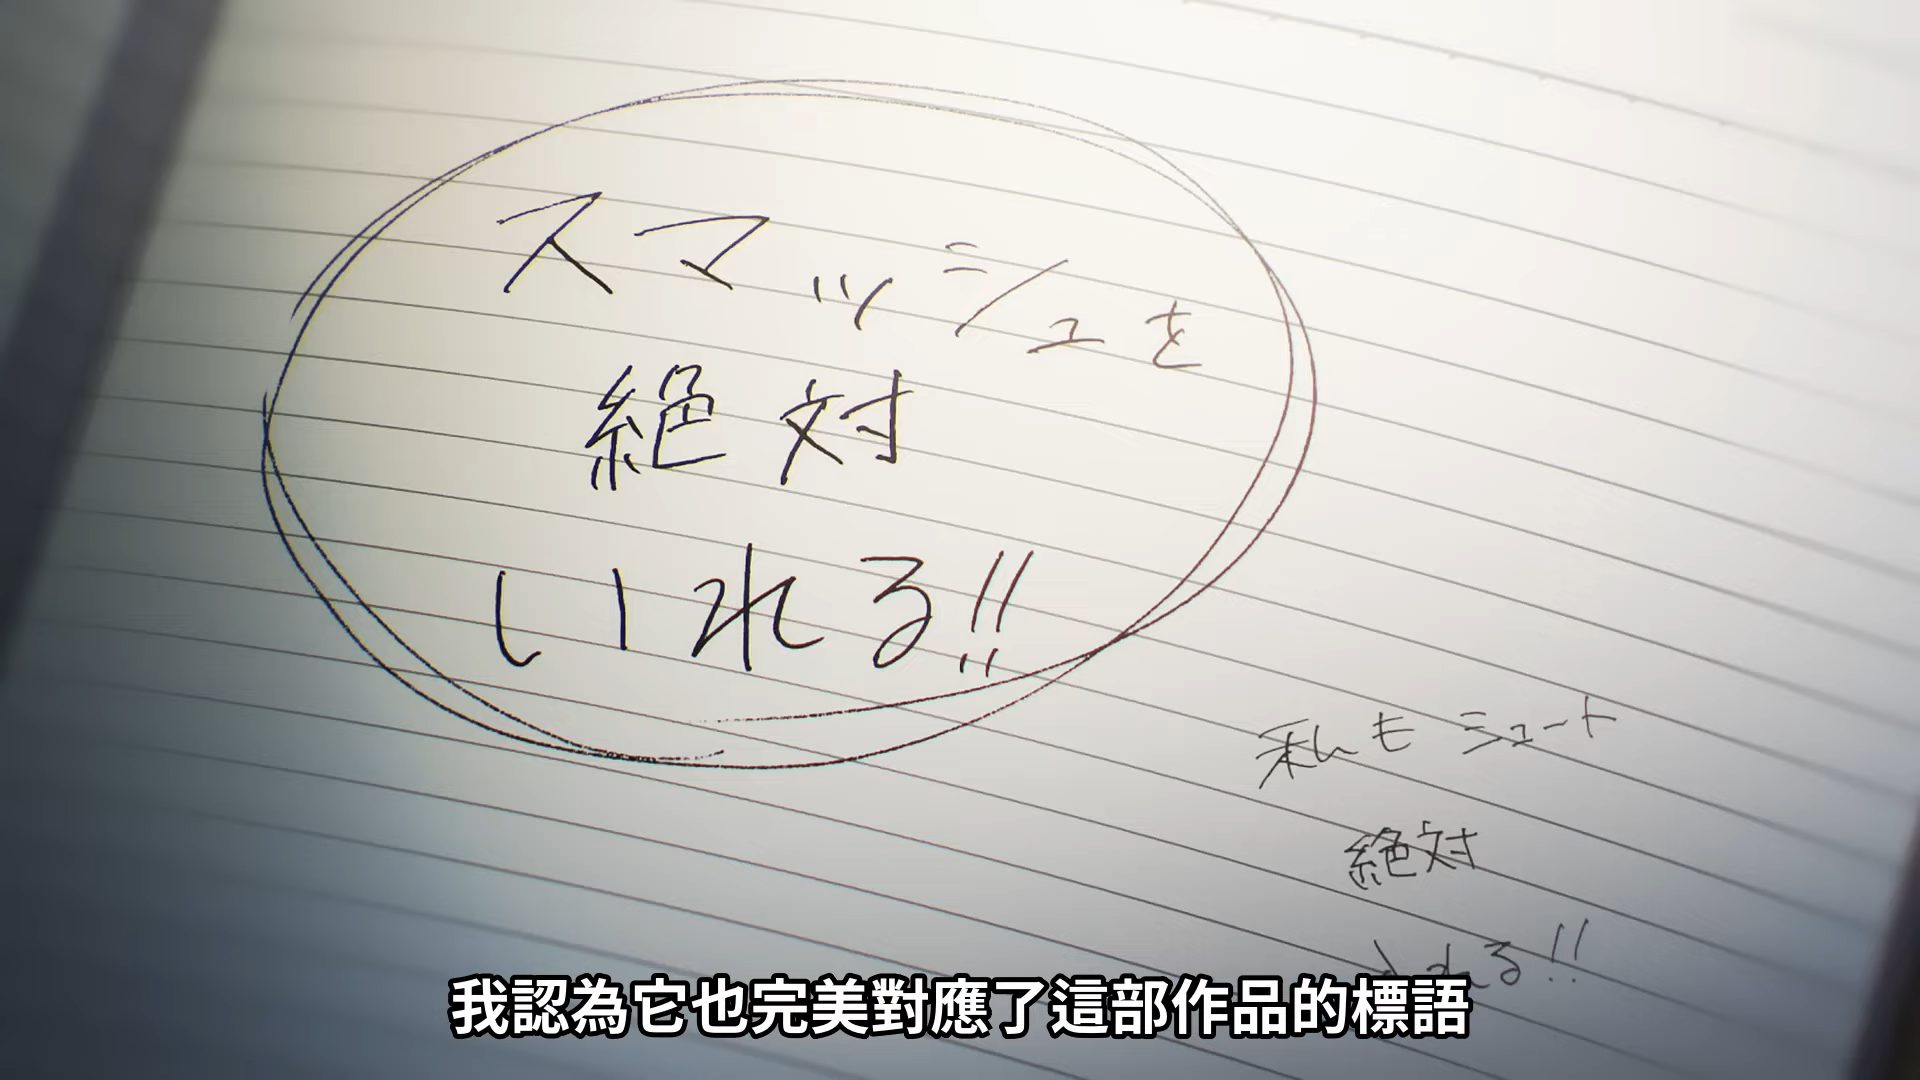 スマッシュを
絶対
いれる!!
私もシュート
絶対
いれる!!
我認為它也完美對應了這部作品的標語